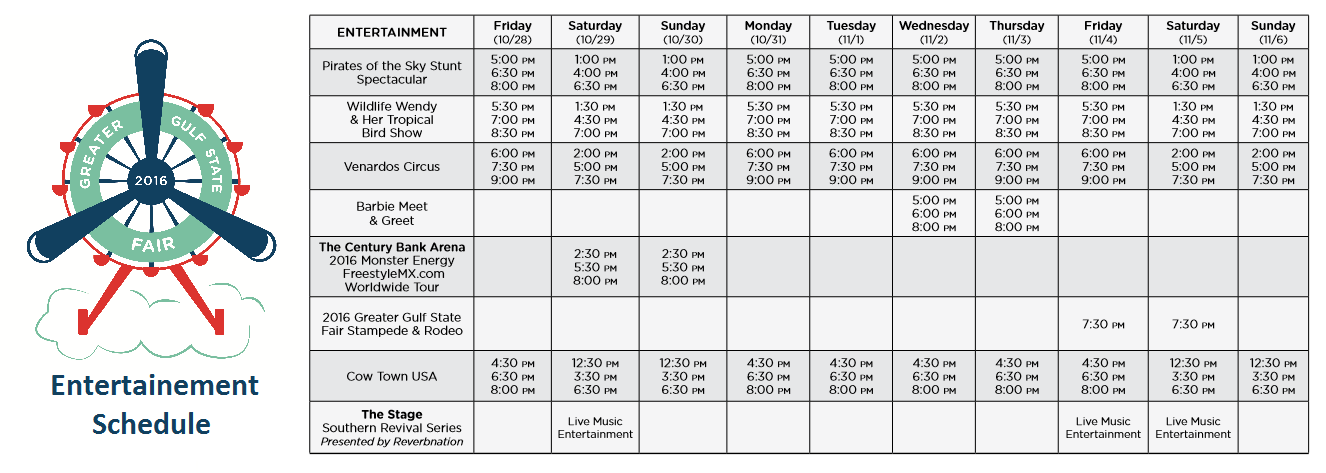 GREATER GULF STATE
2016
FAIR
Entertainement
Schedule
ENTERTAINMENT Friday Saturday Sunday Monday Tuesday Wednesday Thursday Friday Saturday Sunday
(10/28) (10/29) (10/30) (10/31) (11/1) (11/2) (11/3) (11/4) (11/5) (11/6)
Pirates of the Sky Stunt
Spectacular
5:00 PM 1:00 PM 1:00 PM 5:00 PM 5:00 PM 5:00 PM 5:00 PM 5:00 PM 1:00 PM 1:00 PM
6:30 PM 4:00 PM 4:00 PM 6:30 PM 6:30 PM 6:30 PM 6:30 PM 6:30 PM 4:00 PM 4:00 PM
8:00 PM 6:30 PM 6:30 PM 8:00 PM 8:00 PM 8:00 PM 8:00 PM 8:00 PM 6:30 PM 6:30 PM
Wildlife Wendy
& Her Tropical
Bird Show
5:30 PM 1:30 PM 1:30 PM 5:30 PM 5:30 PM 5:30 PM 5:30 PM 5:30 PM 1:30 PM 1:30 PM
7:00 PM 4:30 PM 4:30 PM 7:00 PM 7:00 PM 7:00 PM 7:00 PM 7:00 PM 4:30 PM 4:30 PM
8:30 PM 7:00 PM 7:00 PM 8:30 PM 8:30 PM 8:30 PM 8:30 PM 8:30 PM 7:00 PM 7:00 PM
Venardos Circus
6:00 PM 2:00 PM 2:00 PM 6:00 PM 6:00 PM 6:00 PM 6:00 PM 6:00 PM 2:00 PM 2:00 PM
7:30 PM 5:00 PM 5:00 PM 7:30 PM 7:30 PM 7:30 PM 7:30 PM 7:30 PM 5:00 PM 5:00 PM
9:00 PM 7:30 PM 7:30 PM 9:00 PM 9:00 PM 9:00 PM 9:00 PM 9:00 PM 7:30 PM 7:30 PM
Barbie Meet
& Greet
5:00 PM 5:00 PM
6:00 PM 6:00 PM
8:00 PM 8:00 PM
The Century Bank Arena
2016 Monster Energy
FreestyleMX.com
Worldwide Tour
2:30 PM 2:30 PM
5:30 PM 5:30 PM
8:00 PM 8:00 PM
2016 Greater Gulf State
Fair Stampede & Rodeo
7:30 PM 7:30 PM
Cow Town USA
4:30 PM 12:30 PM 12:30 PM 4:30 PM 4:30 PM 4:30 PM 4:30 PM 4:30 PM 12:30 PM 12:30 PM
6:30 PM 3:30 PM 3:30 PM 6:30 PM 6:30 PM 6:30 PM 6:30 PM 6:30 PM 3:30 PM 3:30 PM
8:00 PM 6:30 PM 6:30 PM 8:00 PM 8:00 PM 8:00 PM 8:00 PM 8:00 PM 6:30 PM 6:30 PM
The Stage
Southern Revival Series
Presented by Reverbnation
Live Music Live Music Live Music
Entertainment Entertainment Entertainment